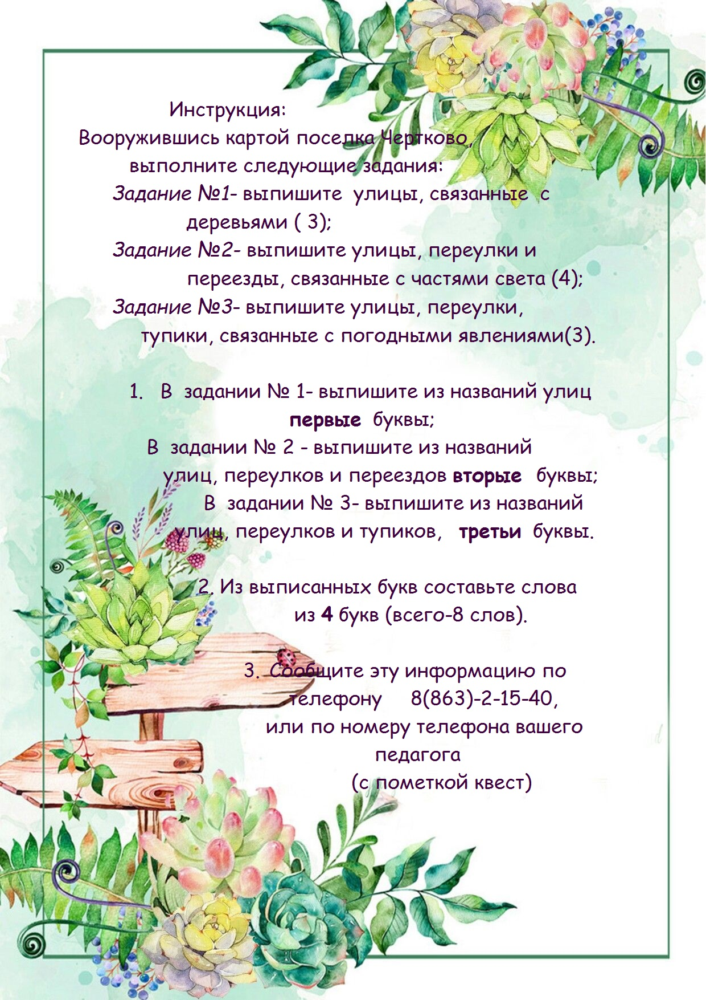 Инструкция:
Вооружившись картой поселка Чертково,
выполните следующие задания:
Задание №1- выпишите улицы, связанные с
деревьями ( 3);
Задание №2- выпишите улицы, переулки и
переезды, связанные с частями света (4);
Задание №3- выпишите улицы, переулки,
тупики, связанные с погодными явлениями(3).
1. В задании № 1- выпишите из названий улиц
первые буквы;
В задании № 2 - выпишите из названий
улиц, переулков и переездов вторые буквы;
В задании № 3- выпишите из названий
улиц, переулков и тупиков, третьи буквы.
2. Из выписанных букв составьте слова
из 4 букв (всего-8 слов).
3. Сообщите эту информацию по
телефону 8(863)-2-15-40,
или по номеру телефона вашего
педагога
(с пометкой квест)